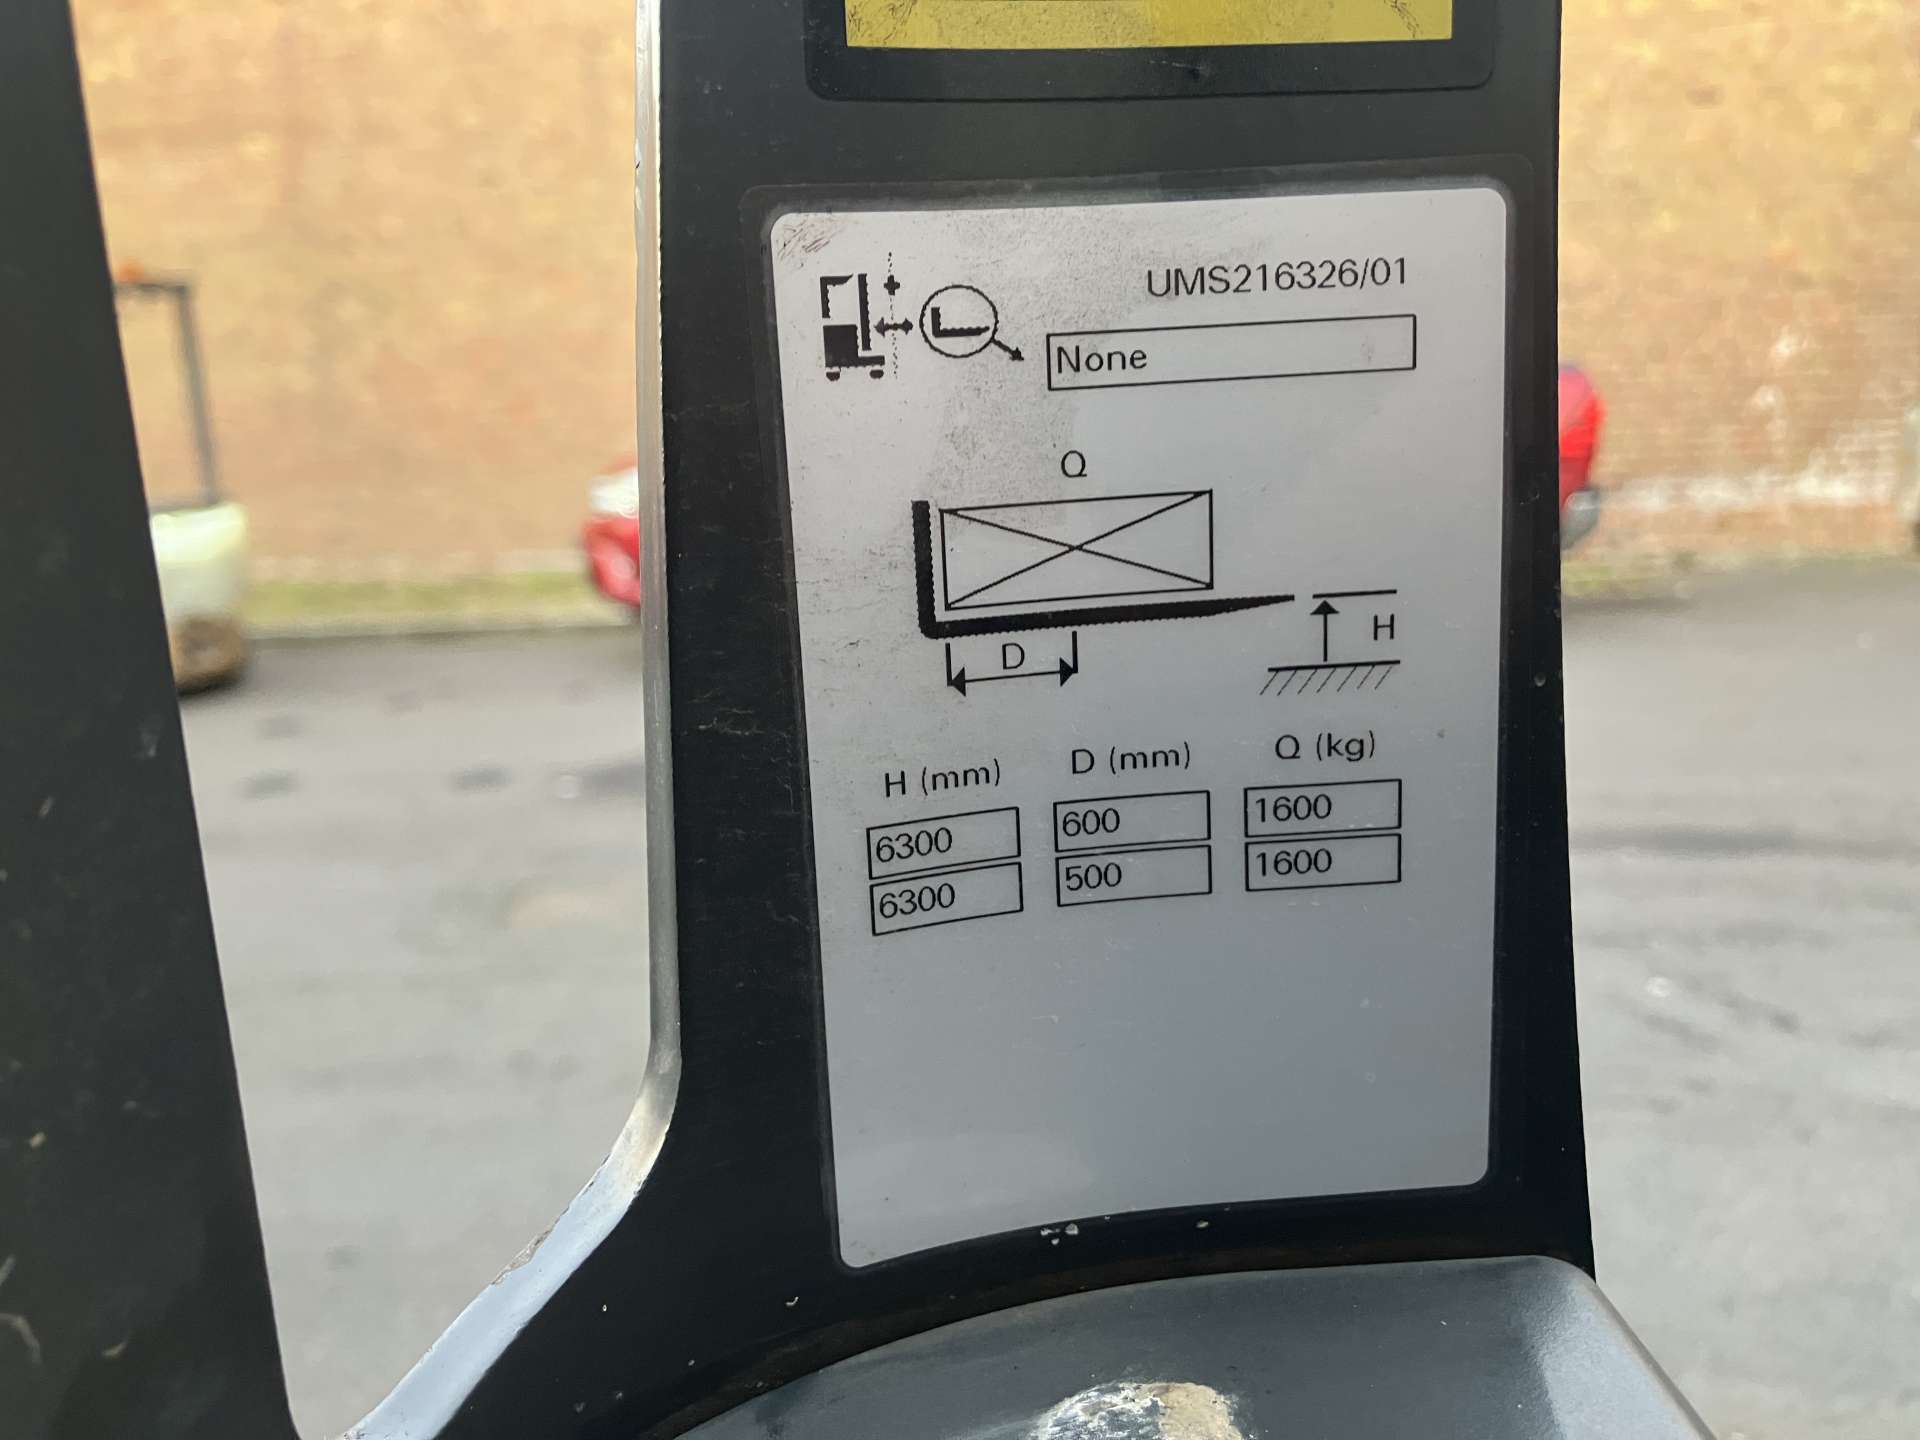 UMS216326/01
None
Q
H
D
H (mm) D (mm) Q (kg)
6300 600 1600
6300 500 1600